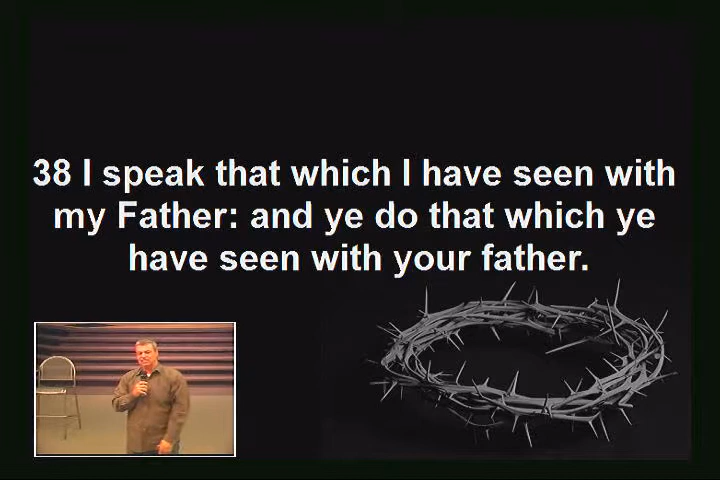 38 I speak that which I have seen with
my Father: and ye do that which ye
have seen with your father.